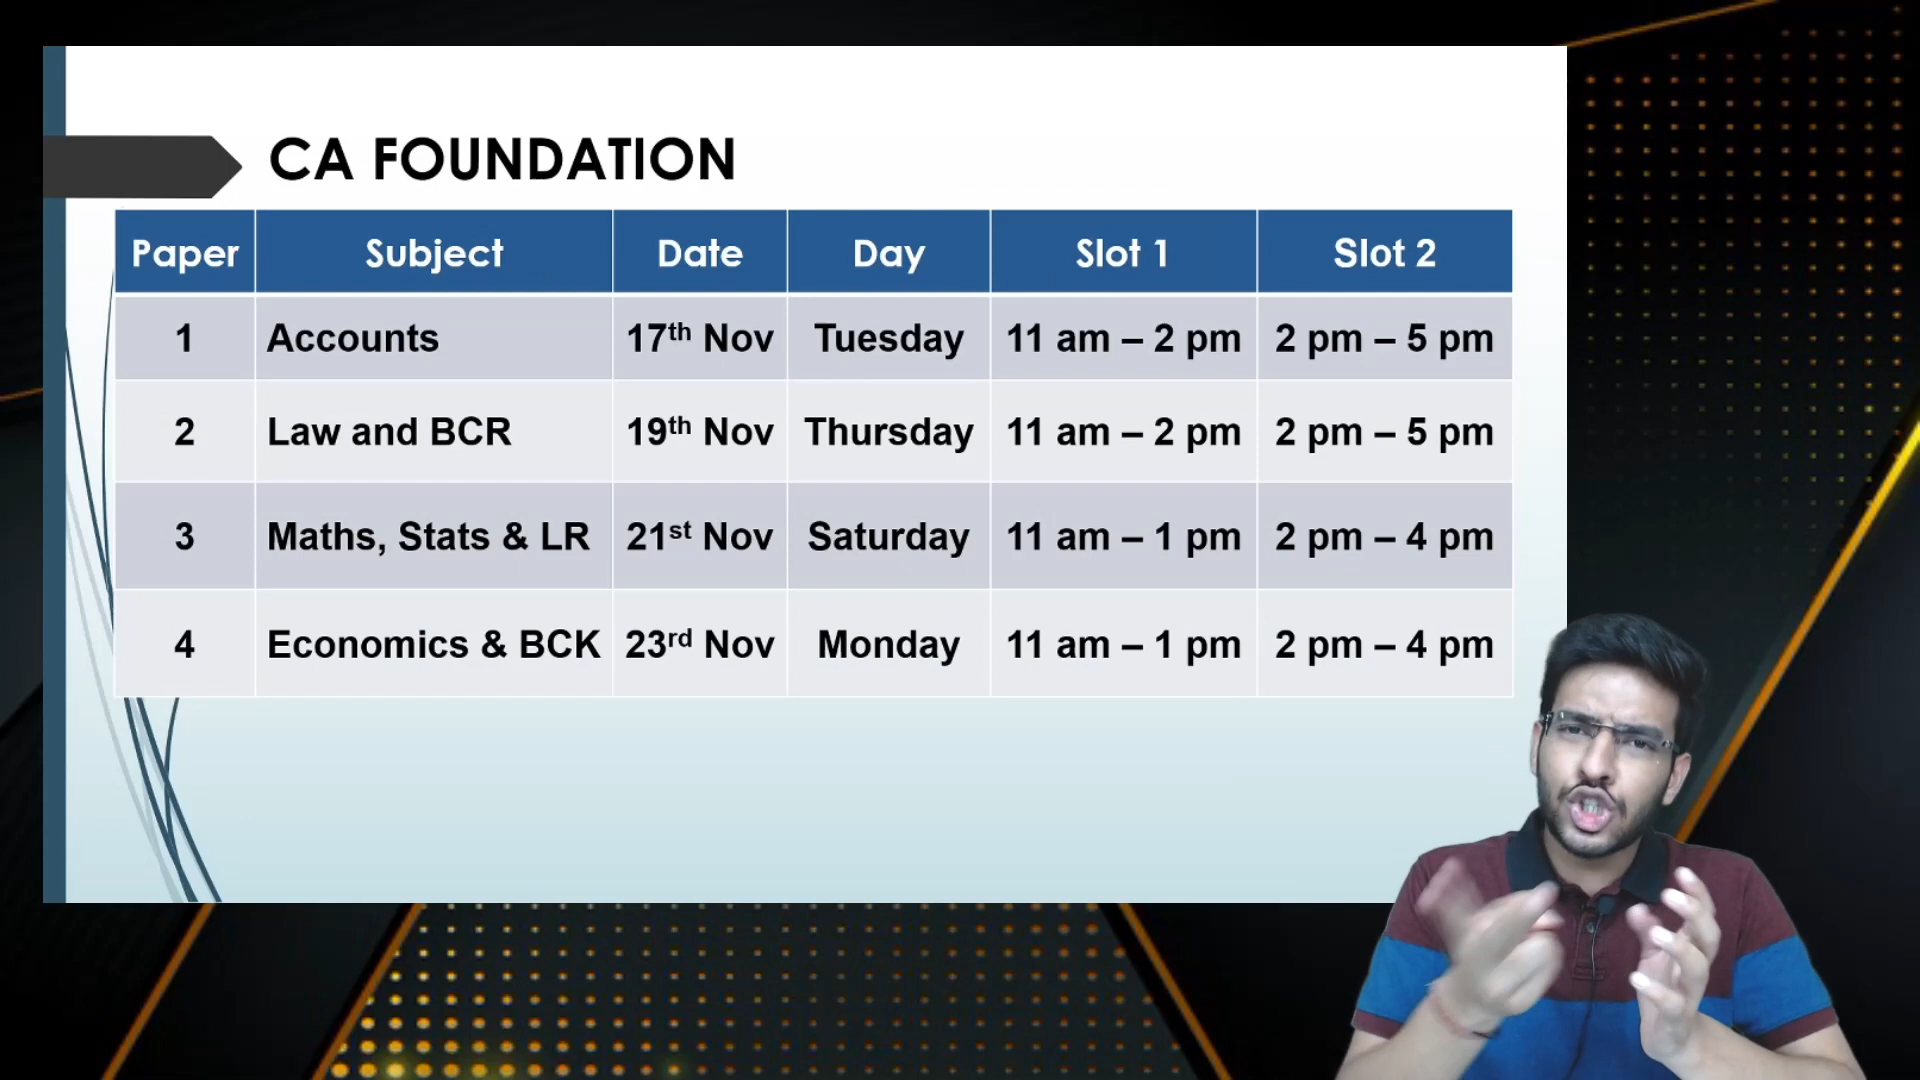 CA FOUNDATION
Paper Subject Date Day Slot 1 Slot 2
1 Accounts 17th Nov Tuesday 11 am – 2 pm 2 pm – 5 pm
2 Law and BCR 19th Nov Thursday 11 am – 2 pm 2 pm – 5 pm
3 Maths, Stats & LR 21st Nov Saturday 11 am – 1 pm 2 pm – 4 pm
4 Economics & BCK 23rd Nov Monday 11 am – 1 pm 2 pm – 4 pm